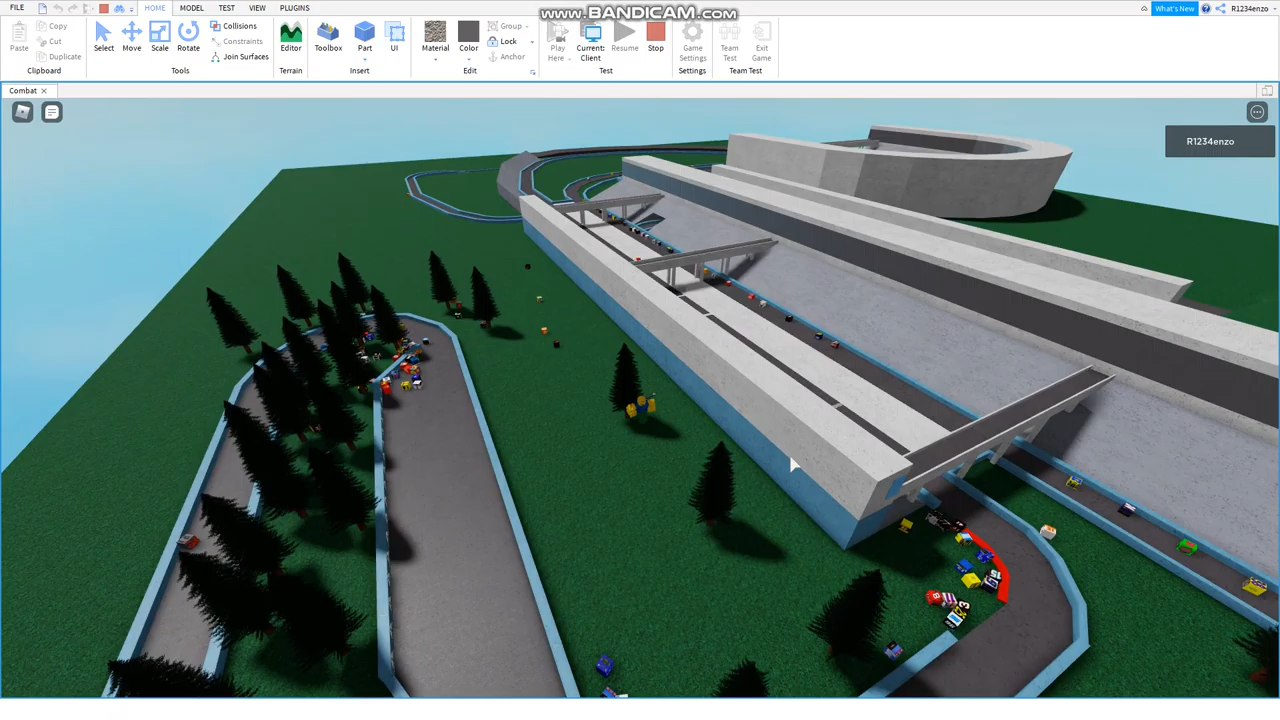 www.BANDICAM.com
FILE HOME MODEL TEST VIEW PLUGINS What's New R1234enzo
Paste Copy Cut Duplicate Select Move Scale Rotate Collisions Constraints Join Surfaces Editor Toolbox Part UI Material Color Group Lock Anchor Play Here Current: Client Resume Stop Game Settings Team Test Exit Game
Clipboard Tools Terrain Insert Edit Test Settings Team Test
Combat
R1234enzo
8
3